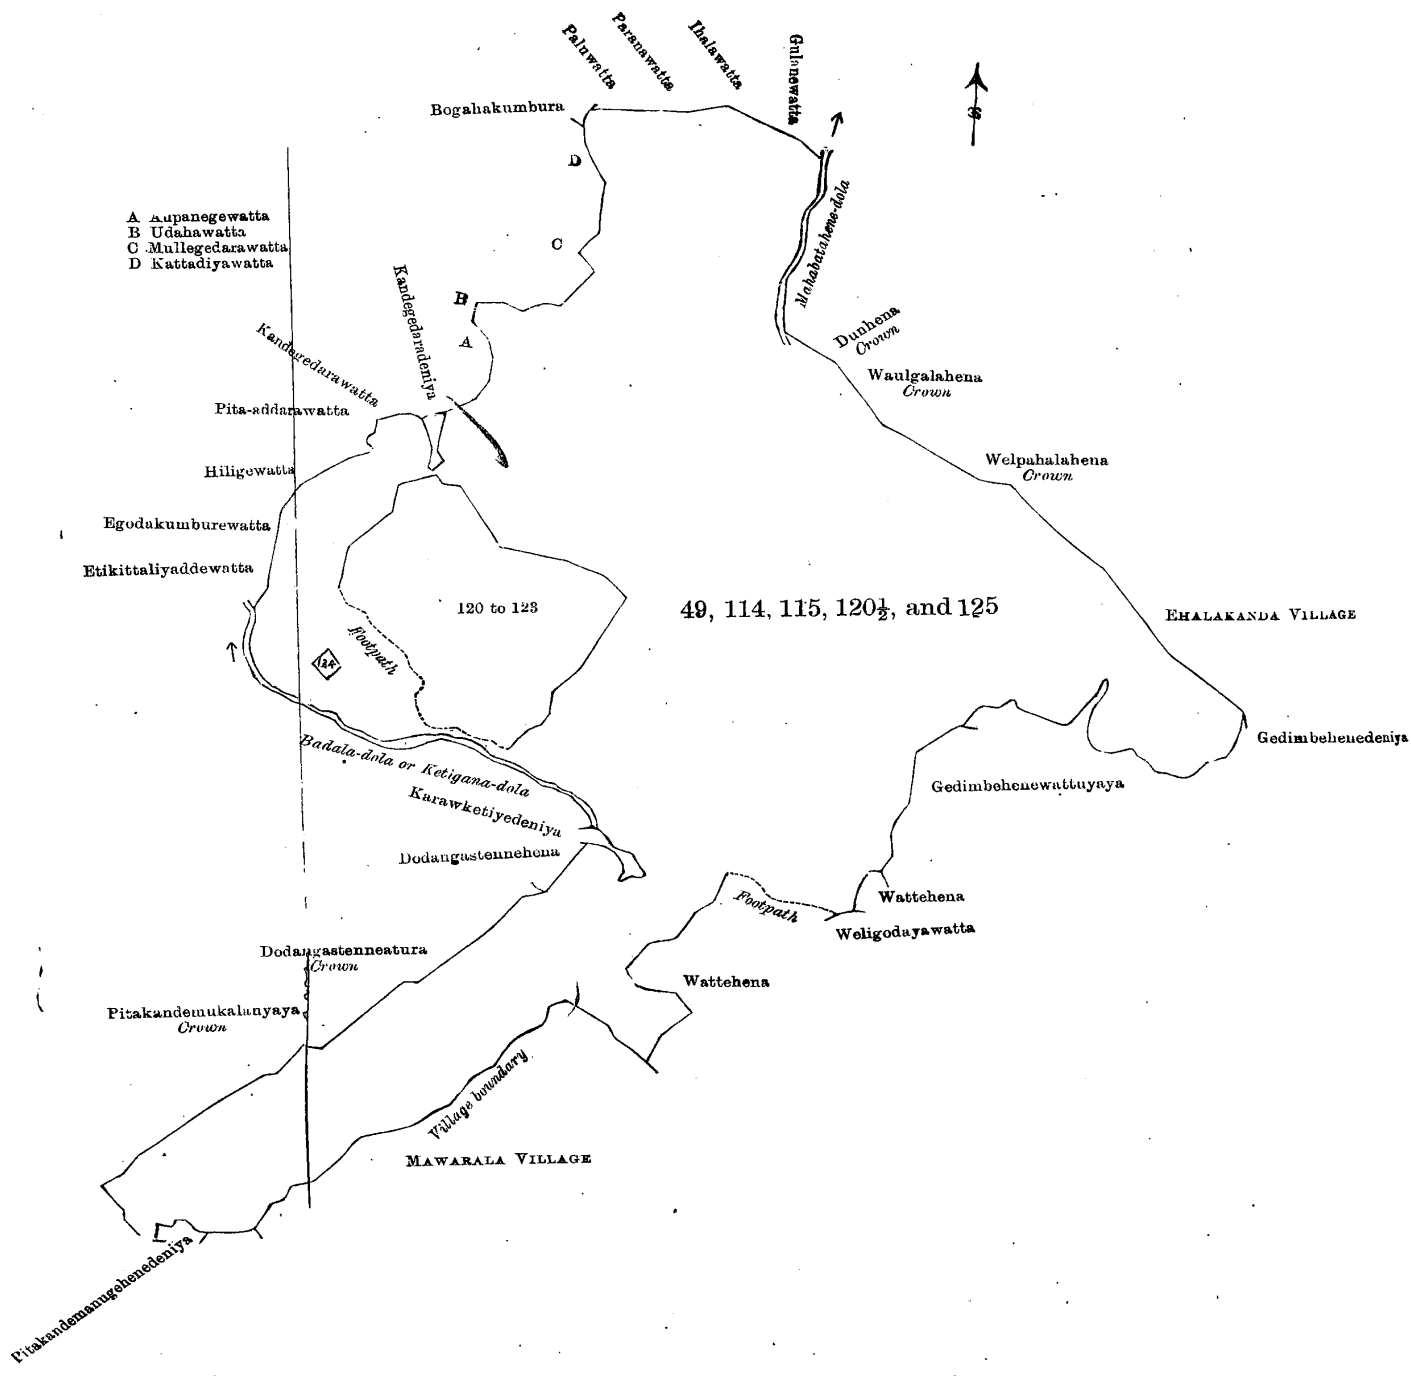 Paluwatta
Paranawatta
Ihalawatta
Gulanewatta
Bogahakumbura
D
Mahabatahene-dola
A Aupanegewatta
B Udahawatta
C Mullegedarawatta
D Kattadiyawatta
C
B
A
Kandegedaradeniya
Kandegedarawatta
Dunhena
Crown
Waulgalahena
Crown
Pita-addarawatta
Welpahalahena
Crown
Hiligewatta
Egodakumburewatta
Etikittaliyaddewatta
120 to 123
49, 114, 115, 120½, and 125
EHALAKANDA VILLAGE
Footpath
124
Gedimbehenedeniya
Badala-dola or Ketigana-dola
Gedimbehenewattuyaya
Karawketiyedeniya
Dodangastennehena
Wattehena
Footpath
Weligodayawatta
Dodangastenneatura
Crown
Wattehena
Pitakandemukalanyaya
Crown
Village boundary
MAWARALA VILLAGE
Pitakandemanugehenedeniya